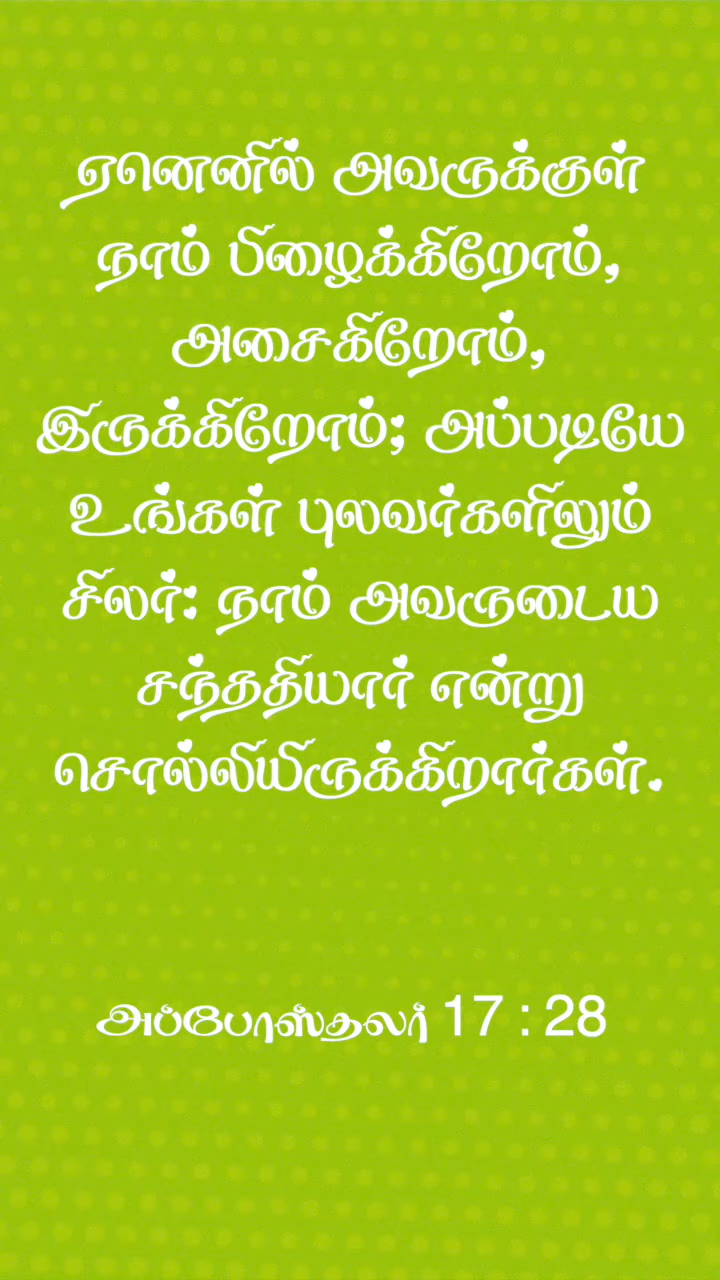 ஏனெனில் அவருக்குள்
நாம் பிழைக்கிறோம்,
அசைகிறோம்,
இருக்கிறோம்; அப்படியே
உங்கள் புலவர்களிலும்
சிலர்: நாம் அவருடைய
சந்ததியார் என்று
சொல்லியிருக்கிறார்கள்.
அப்போஸ்தலர் 17 : 28